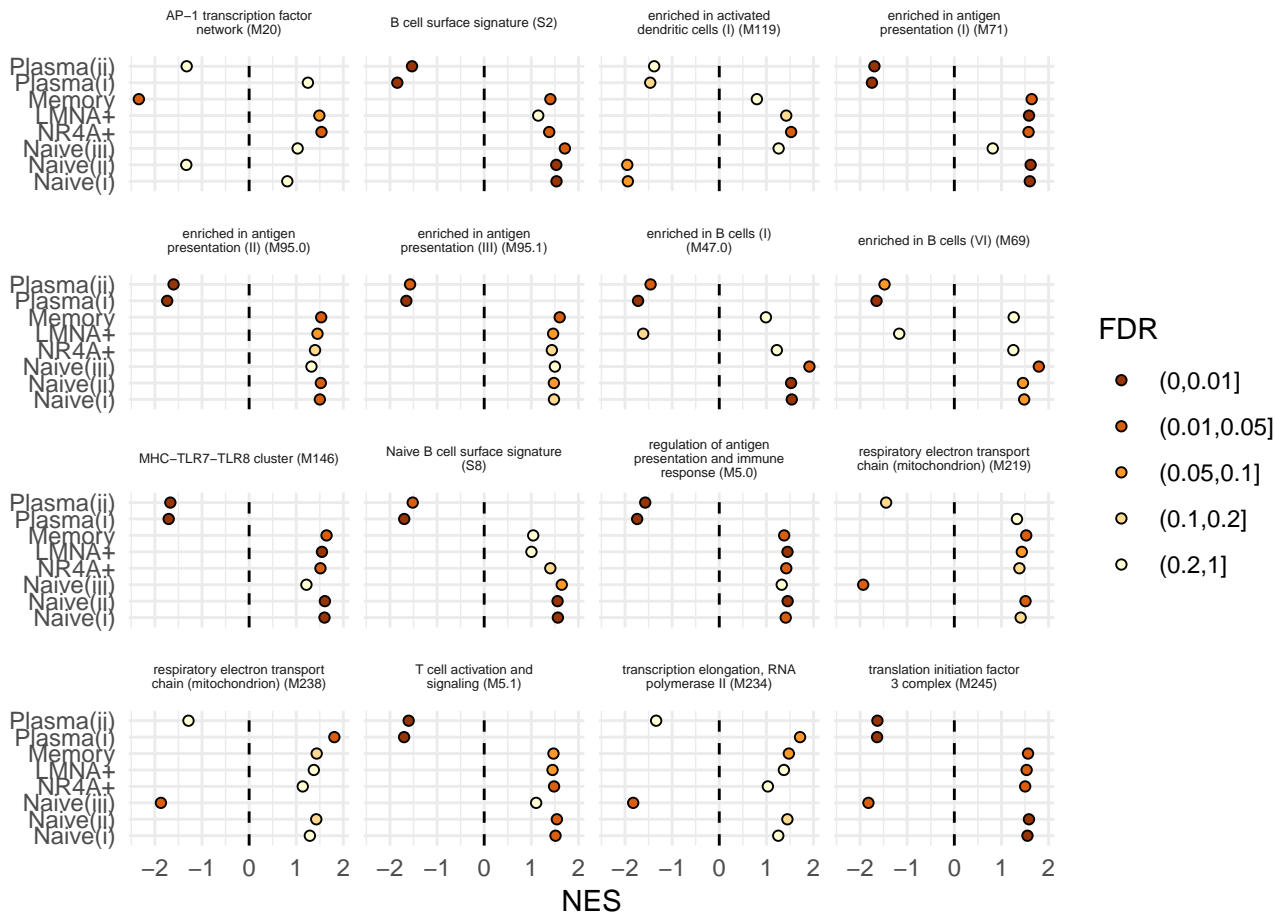 AP−1 transcription factor
network (M20)
B cell surface signature (S2)
enriched in activated
dendritic cells (I) (M119)
enriched in antigen
presentation (I) (M71)
Plasma(ii)
Plasma(i)
Memory
LMNA+
NR4A+
Naive(iii)
Naive(ii)
Naive(i)
enriched in antigen
presentation (II) (M95.0)
enriched in antigen
presentation (III) (M95.1)
enriched in B cells (I)
(M47.0)
enriched in B cells (VI) (M69)
Plasma(ii)
Plasma(i)
Memory
LMNA+
NR4A+
Naive(iii)
Naive(ii)
Naive(i)
MHC−TLR7−TLR8 cluster (M146)
Naive B cell surface signature
(S8)
regulation of antigen
presentation and immune
response (M5.0)
respiratory electron transport
chain (mitochondrion) (M219)
Plasma(ii)
Plasma(i)
Memory
LMNA+
NR4A+
Naive(iii)
Naive(ii)
Naive(i)
respiratory electron transport
chain (mitochondrion) (M238)
T cell activation and
signaling (M5.1)
transcription elongation, RNA
polymerase II (M234)
translation initiation factor
3 complex (M245)
Plasma(ii)
Plasma(i)
Memory
LMNA+
NR4A+
Naive(iii)
Naive(ii)
Naive(i)
−2 −1 0 1 2 −2 −1 0 1 2 −2 −1 0 1 2 −2 −1 0 1 2
NES
FDR
(0,0.01]
(0.01,0.05]
(0.05,0.1]
(0.1,0.2]
(0.2,1]